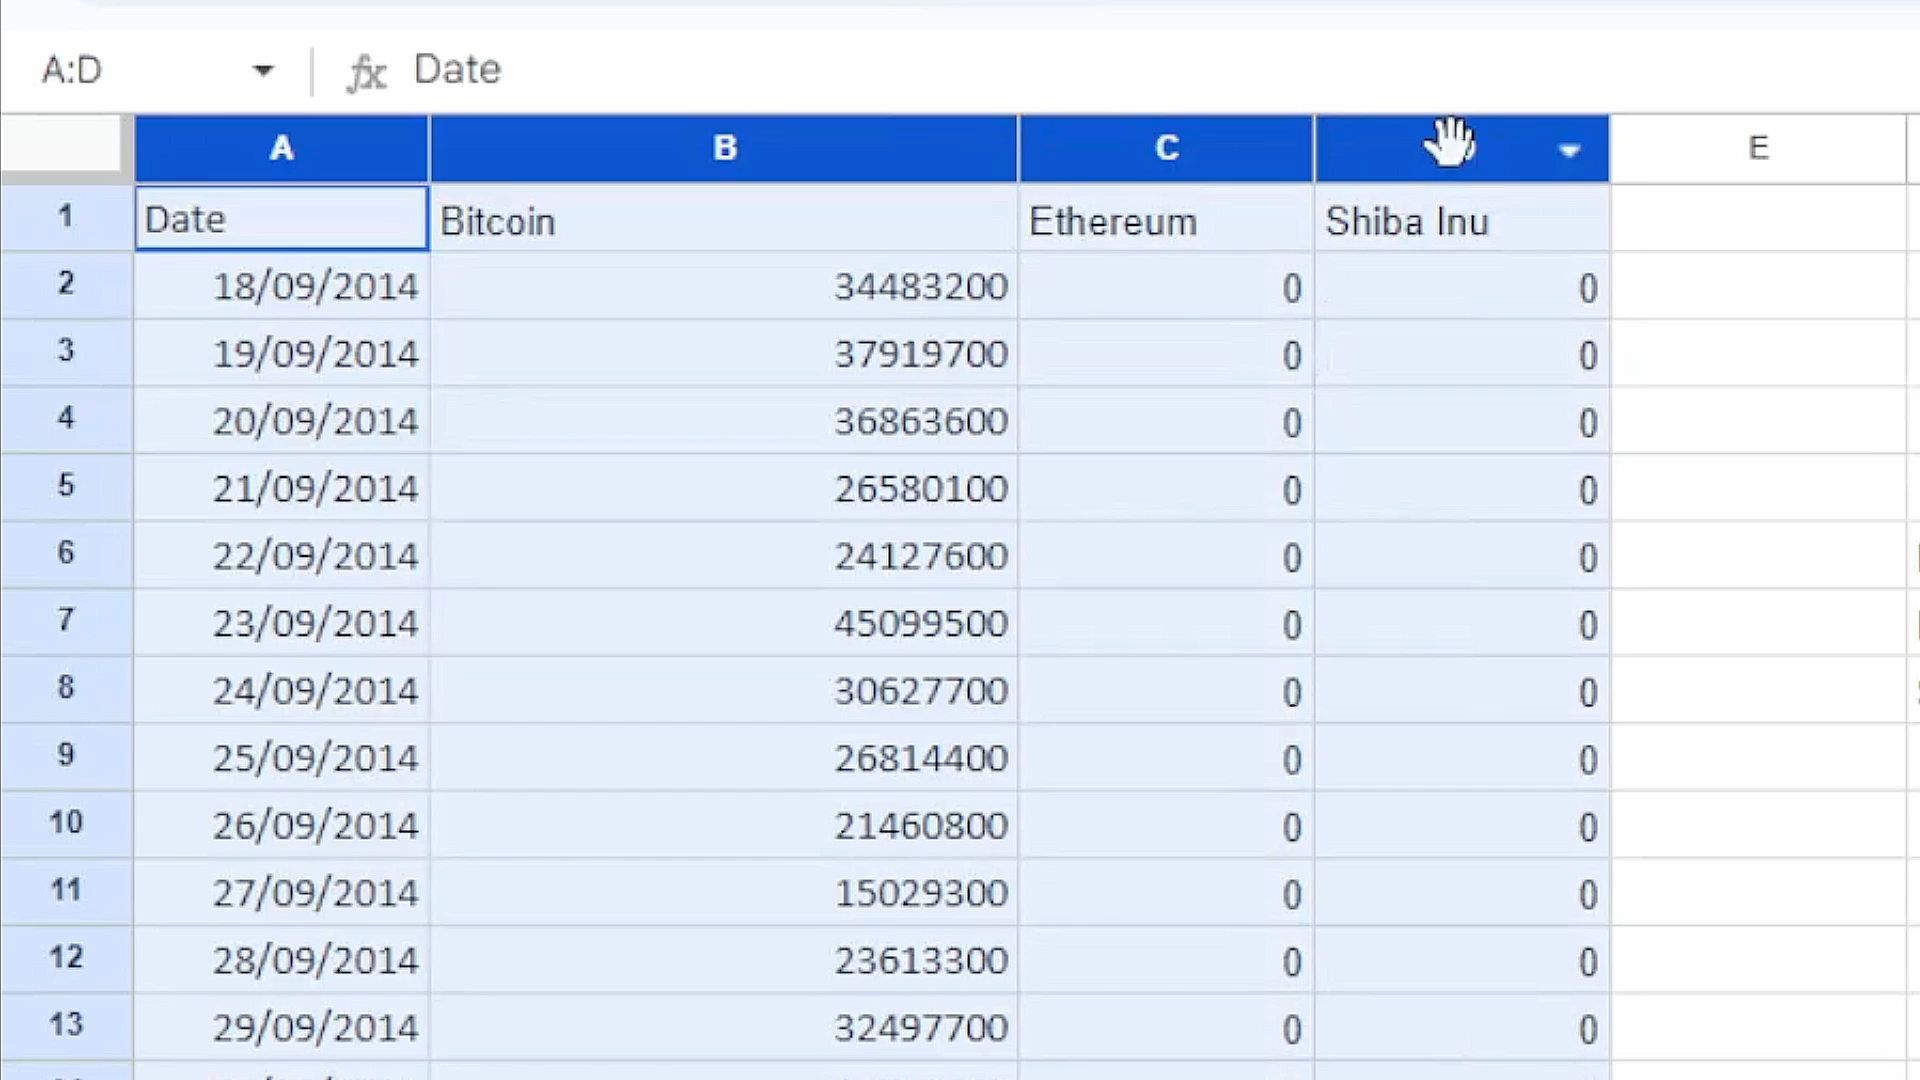 A:D fx Date
A B C E
1 Date Bitcoin Ethereum Shiba Inu
2 18/09/2014 34483200 0 0
3 19/09/2014 37919700 0 0
4 20/09/2014 36863600 0 0
5 21/09/2014 26580100 0 0
6 22/09/2014 24127600 0 0
7 23/09/2014 45099500 0 0
8 24/09/2014 30627700 0 0
9 25/09/2014 26814400 0 0
10 26/09/2014 21460800 0 0
11 27/09/2014 15029300 0 0
12 28/09/2014 23613300 0 0
13 29/09/2014 32497700 0 0